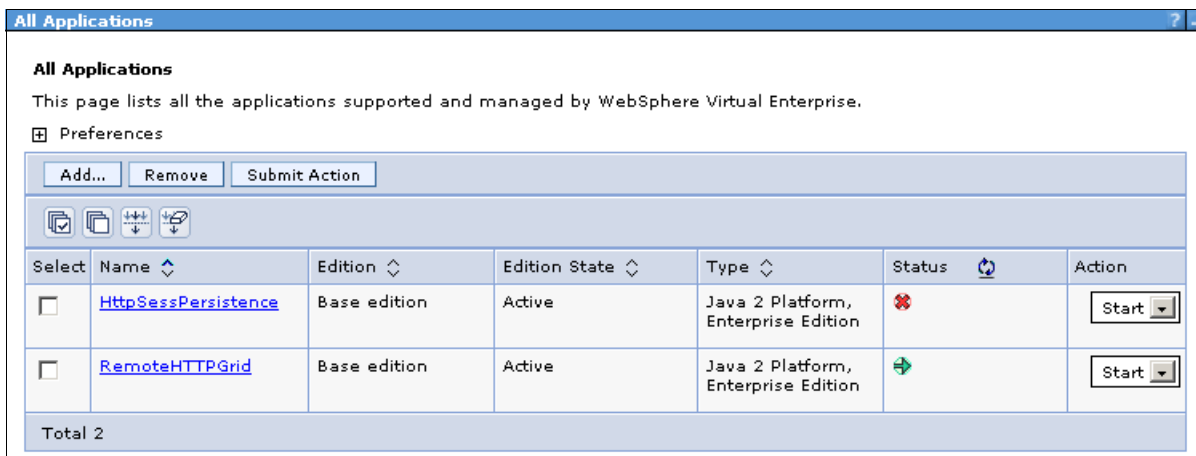 All Applications ?
All Applications
This page lists all the applications supported and managed by WebSphere Virtual Enterprise.
Preferences
Add... Remove Submit Action
Select Name Edition Edition State Type Status Action
HttpSessPersistence Base edition Active Java 2 Platform, Start
Enterprise Edition
RemoteHTTPGrid Base edition Active Java 2 Platform, Start
Enterprise Edition
Total 2